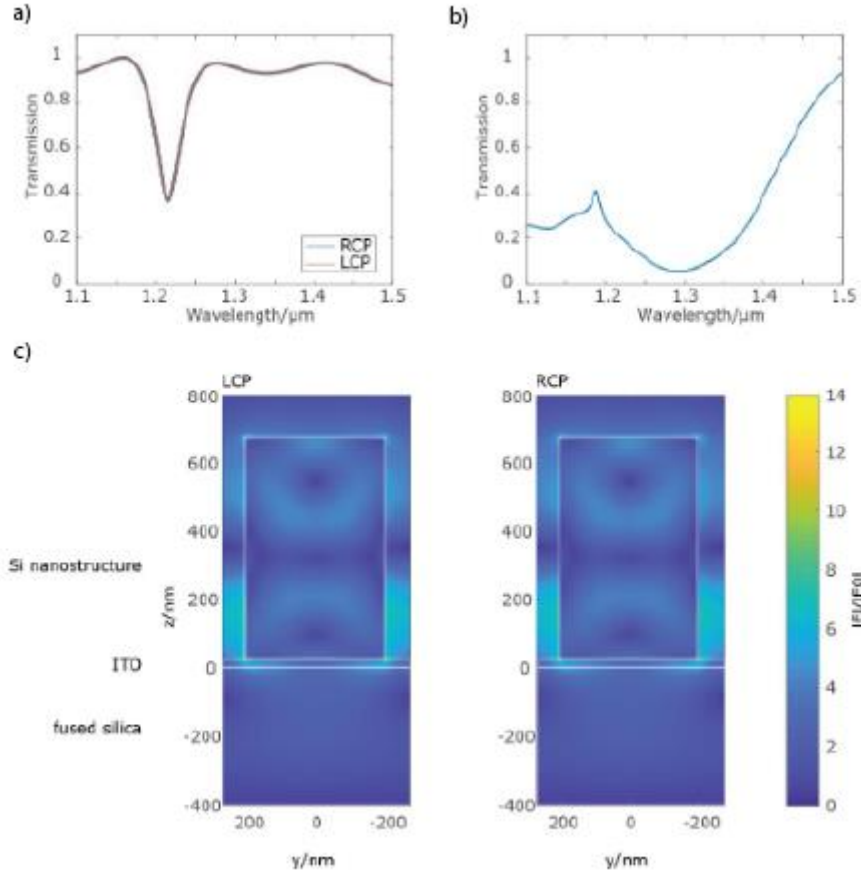 a)
b)
1
0.8
0.6
0.4
0.2
0
Transmission
RCP
LCP
1.1 1.2 1.3 1.4 1.5
Wavelength/μm
1
0.8
0.6
0.4
0.2
0
Transmission
1.1 1.2 1.3 1.4 1.5
Wavelength/μm
c)
LCP
800
600
400
200
0
-200
-400
z/nm
Si nanostructure
ITO
fused silica
200 0 -200
y/nm
RCP
800
600
400
200
0
-200
-400
200 0 -200
y/nm
14
12
10
8
6
4
2
0
|E|/|E0|